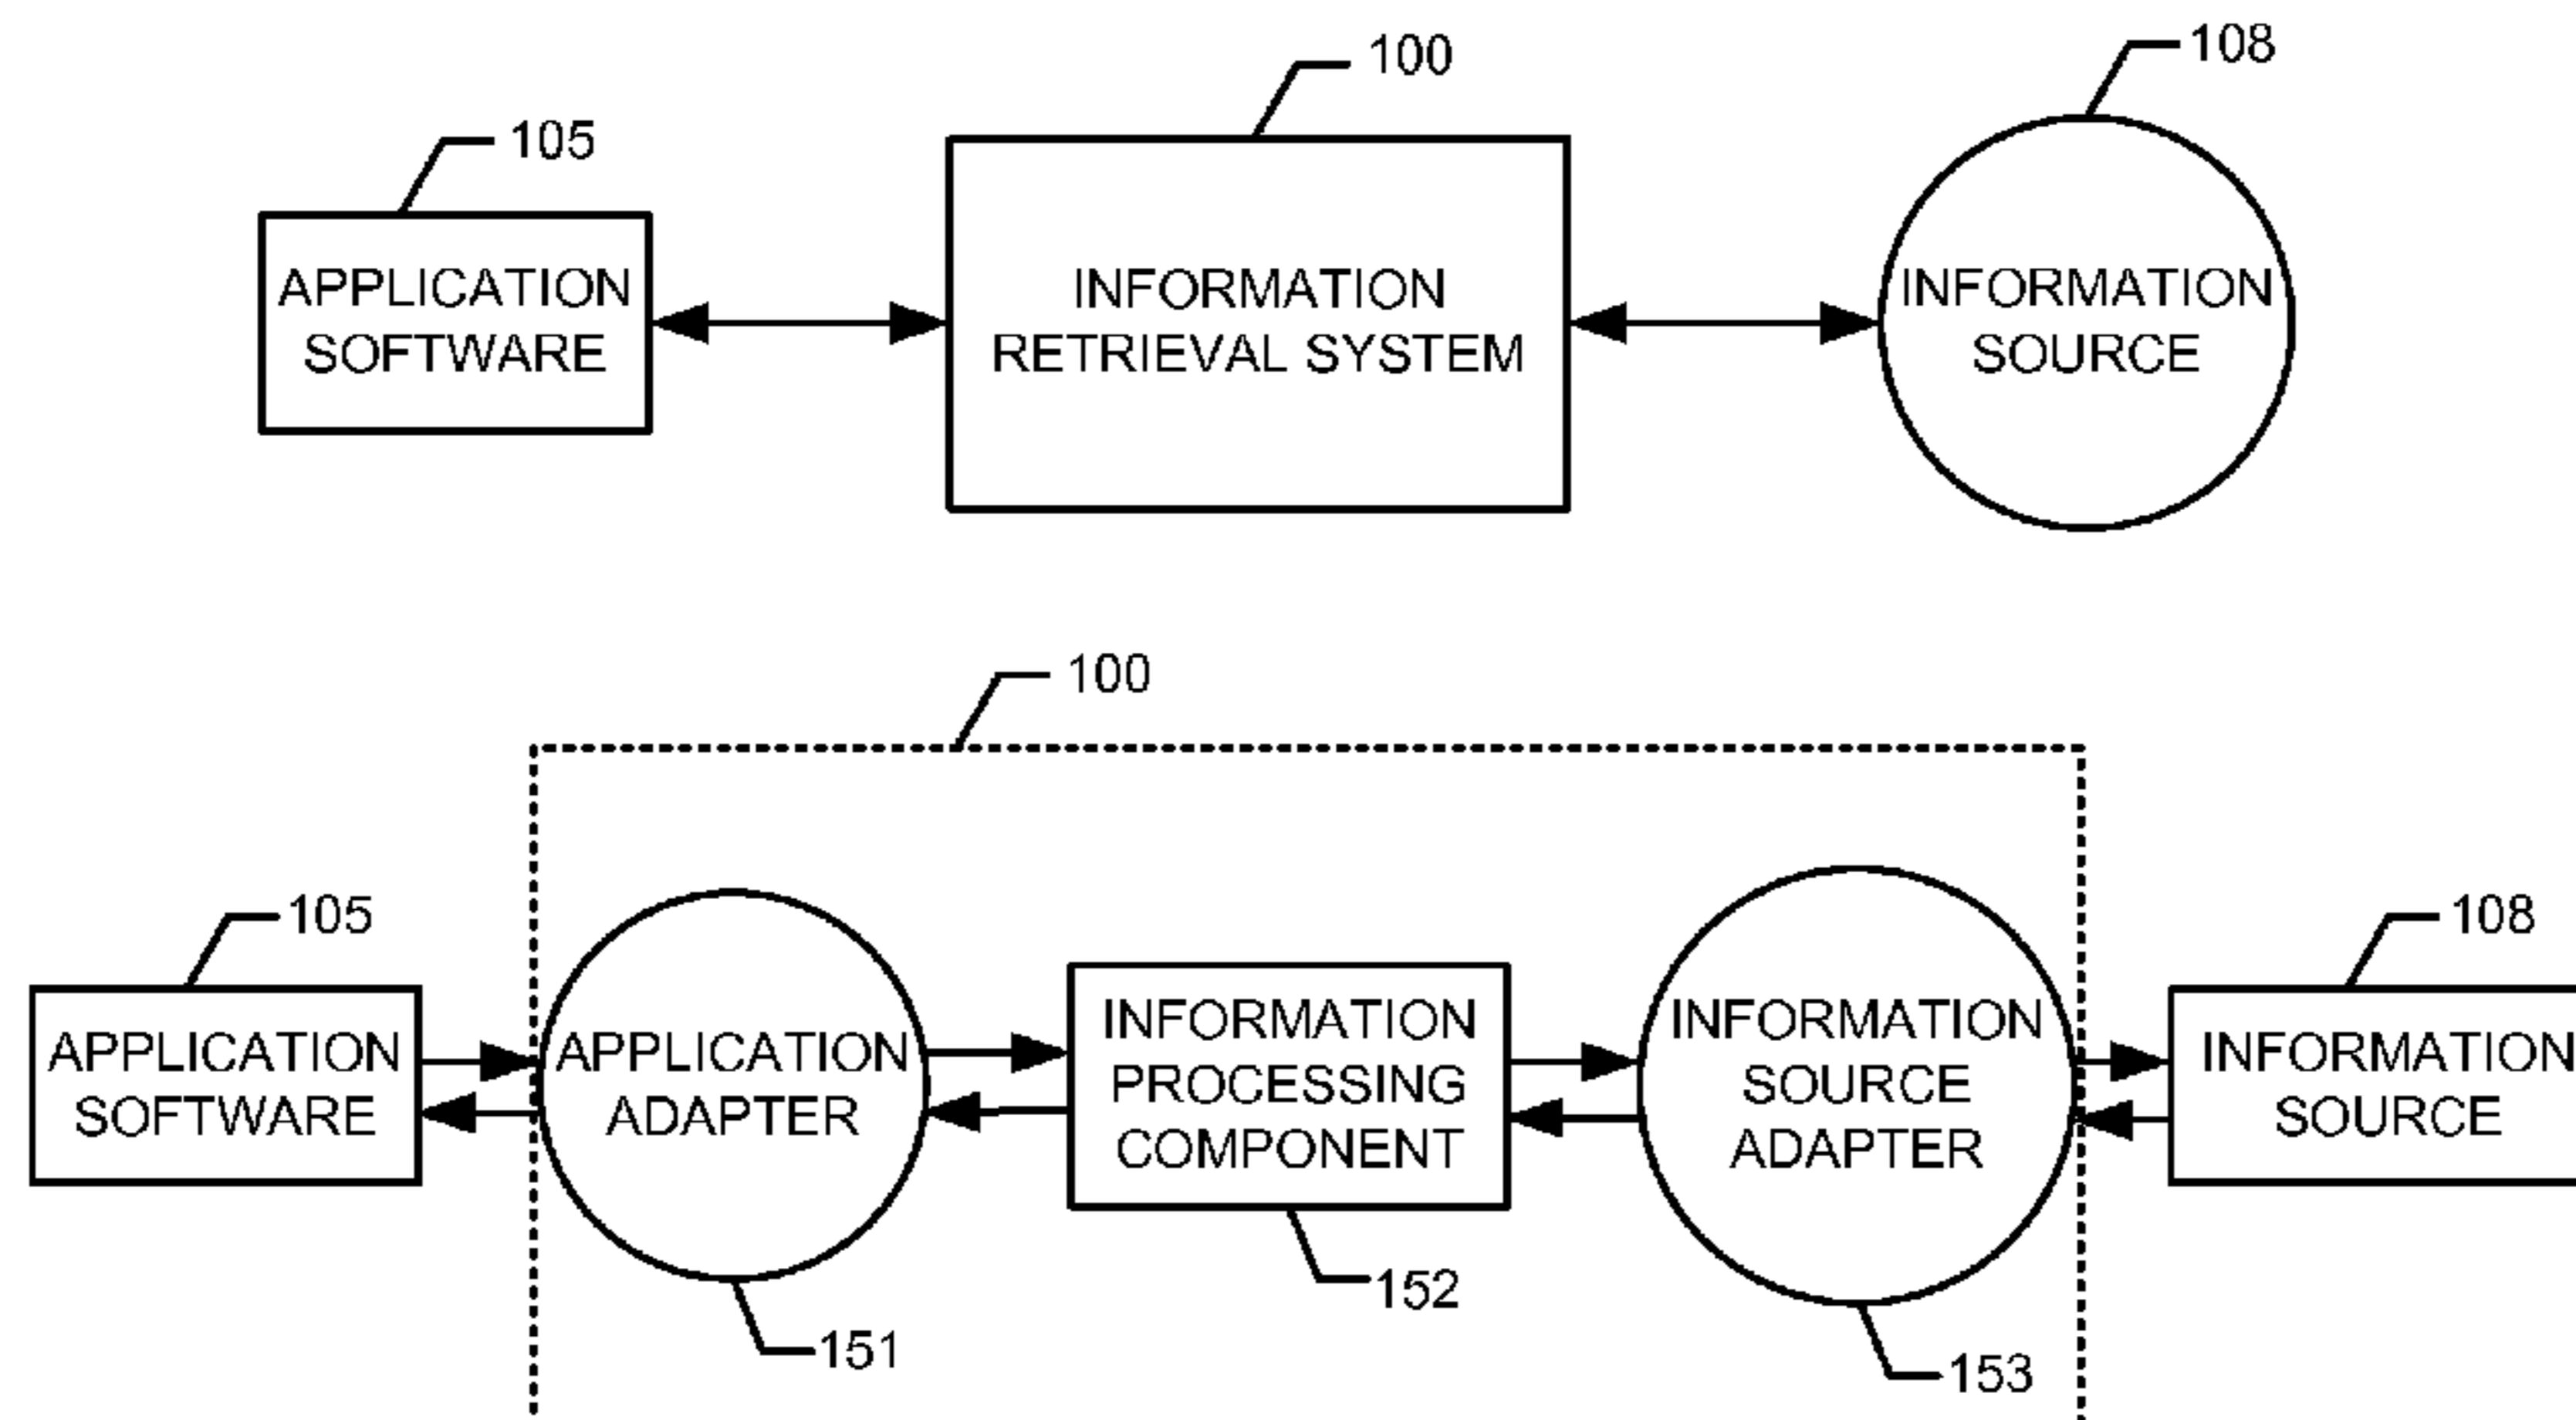 100
108
105
APPLICATION
SOFTWARE
INFORMATION
RETRIEVAL SYSTEM
INFORMATION
SOURCE
100
105
108
APPLICATION
SOFTWARE
APPLICATION
ADAPTER
INFORMATION
PROCESSING
COMPONENT
INFORMATION
SOURCE
ADAPTER
INFORMATION
SOURCE
152
151
153